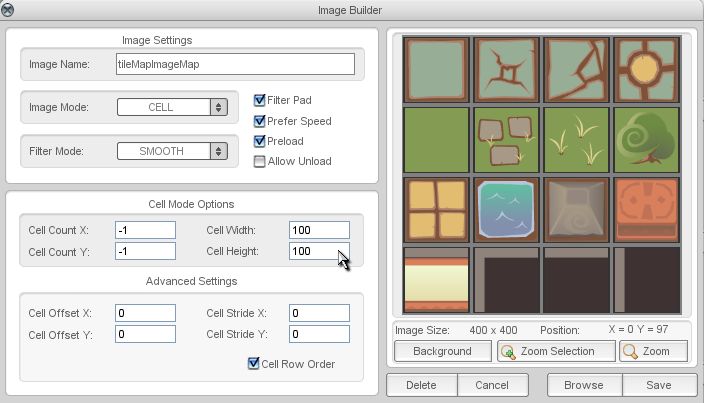 Image Builder
Image Settings
Image Name: tileMapImageMap
Image Mode: CELL
Filter Mode: SMOOTH
Filter Pad
Prefer Speed
Preload
Allow Unload
Cell Mode Options
Cell Count X: -1 Cell Width: 100
Cell Count Y: -1 Cell Height: 100
Advanced Settings
Cell Offset X: 0 Cell Stride X: 0
Cell Offset Y: 0 Cell Stride Y: 0
Cell Row Order
Image Size: 400 x 400 Position: X = 0 Y = 97
Background Zoom Selection Zoom
Delete Cancel Browse Save